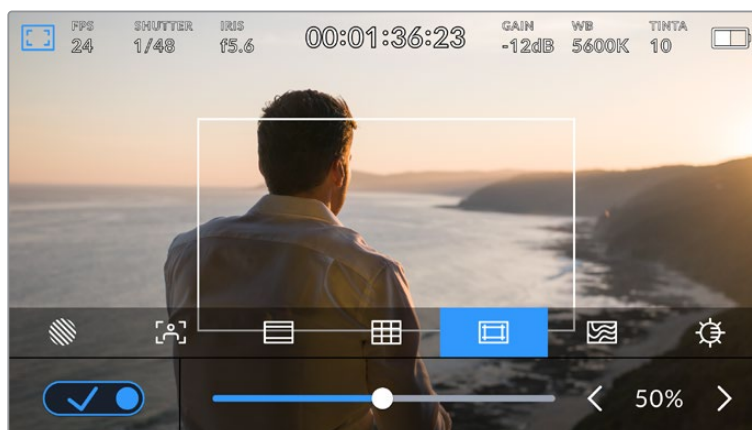 FPS SHUTTER IRIS 00:01:36:23 GAIN WB TINTA
24 1/48 f5.6 -12dB 5600K 10
50%